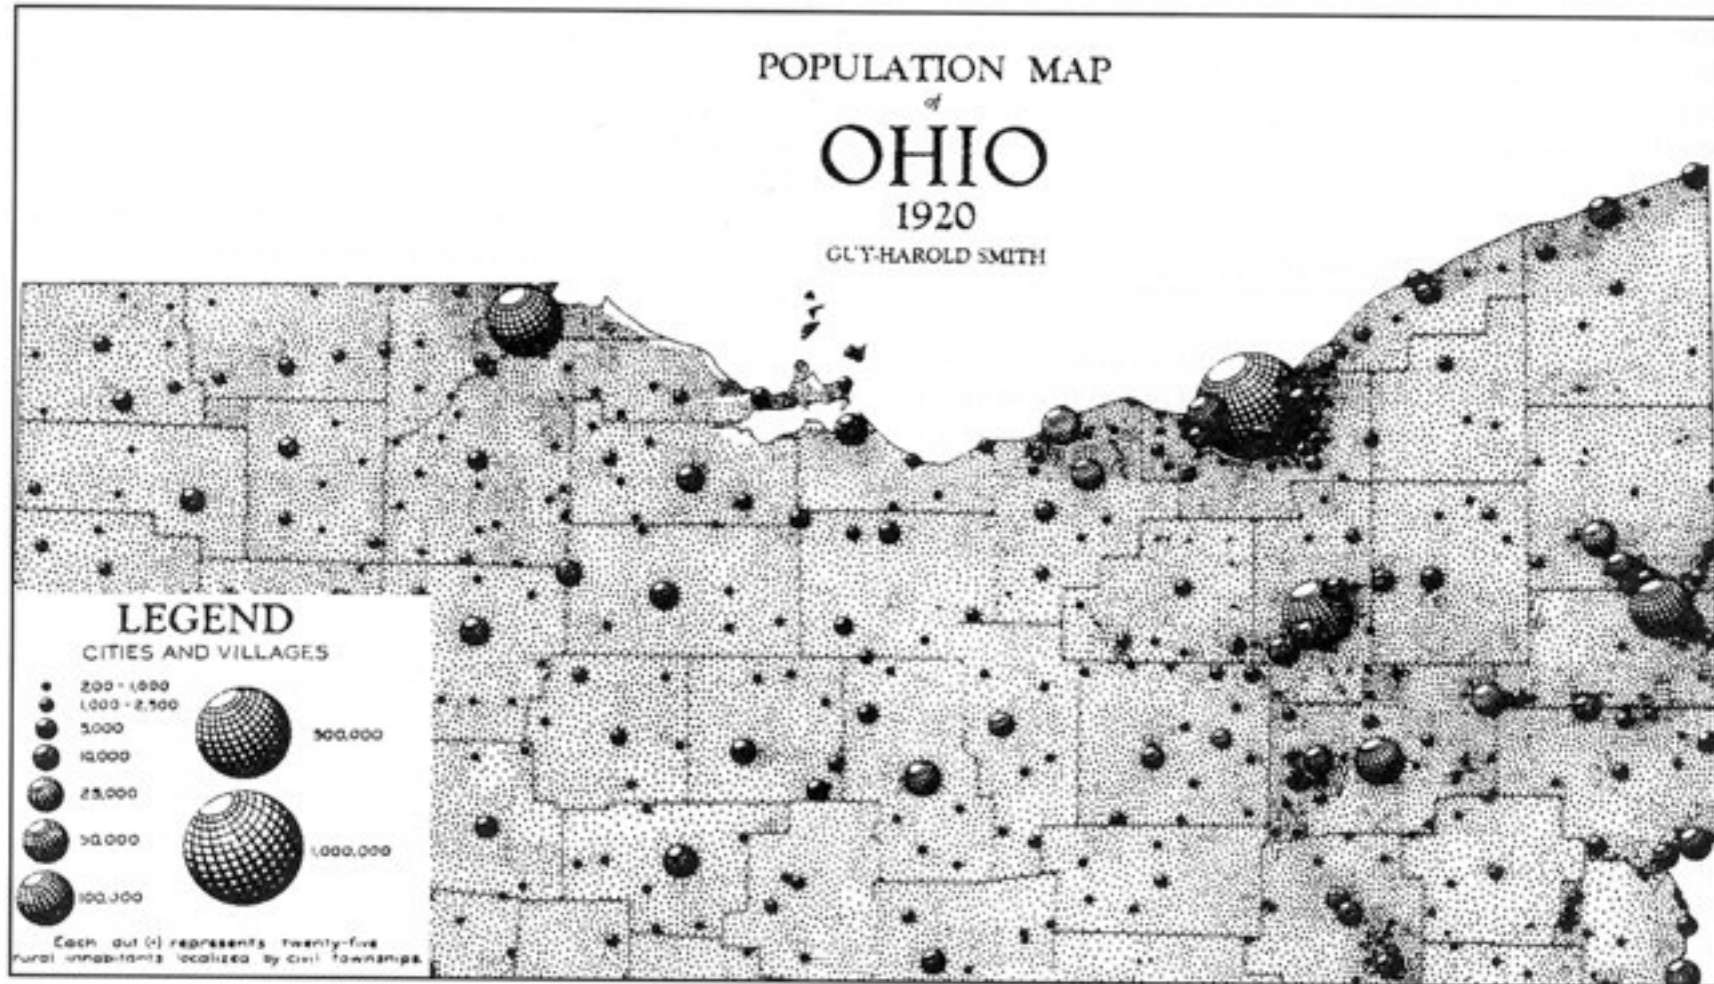 POPULATION MAP
of
OHIO
1920
GUY-HAROLD SMITH
LEGEND
CITIES AND VILLAGES
200-1,000
1,000-2,500
5,000
10,000
25,000
50,000
100,000
500,000
1,000,000
Each dot (•) represents twenty-five
rural inhabitants localized by civil townships.